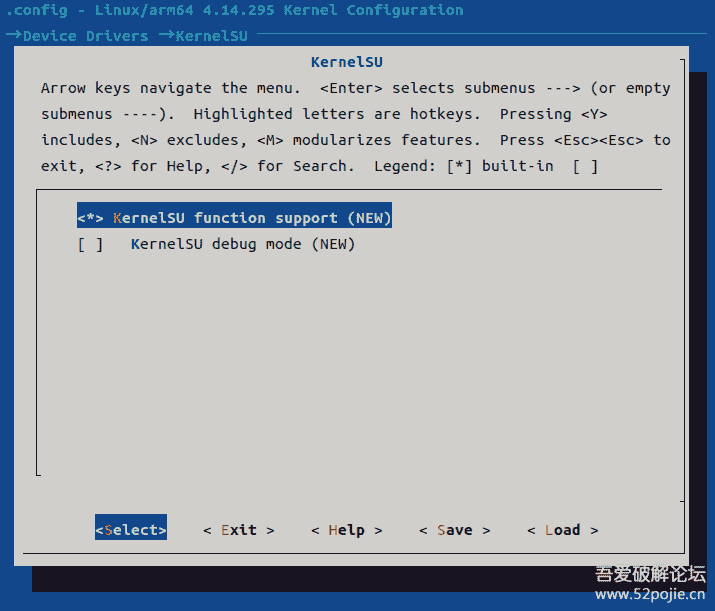 .config - Linux/arm64 4.14.295 Kernel Configuration
→Device Drivers →KernelSU
KernelSU
Arrow keys navigate the menu.  <Enter> selects submenus ---> (or empty
submenus ----).  Highlighted letters are hotkeys.  Pressing <Y>
includes, <N> excludes, <M> modularizes features.  Press <Esc><Esc> to
exit, <?> for Help, </> for Search.  Legend: [*] built-in  [ ]
<*> KernelSU function support (NEW)
[ ]   KernelSU debug mode (NEW)
<Select>    < Exit >    < Help >    < Save >    < Load >
吾爱破解论坛
www.52pojie.cn